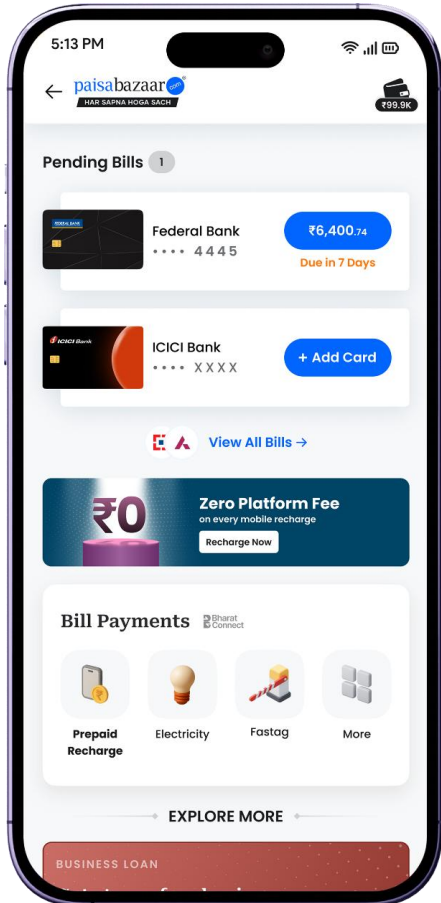 5:13 PM
paisabazaar.com
HAR SAPNA HOGA SACH
₹99.9K
Pending Bills 1
FEDERAL BANK
Federal Bank
•••• 4445
₹6,400.74
Due in 7 Days
ICICI Bank
ICICI Bank
•••• XXXX
+ Add Card
View All Bills →
₹0
Zero Platform Fee
on every mobile recharge
Recharge Now
Bill Payments
Bharat
Connect
Prepaid
Recharge
Electricity
Fastag
More
EXPLORE MORE
BUSINESS LOAN